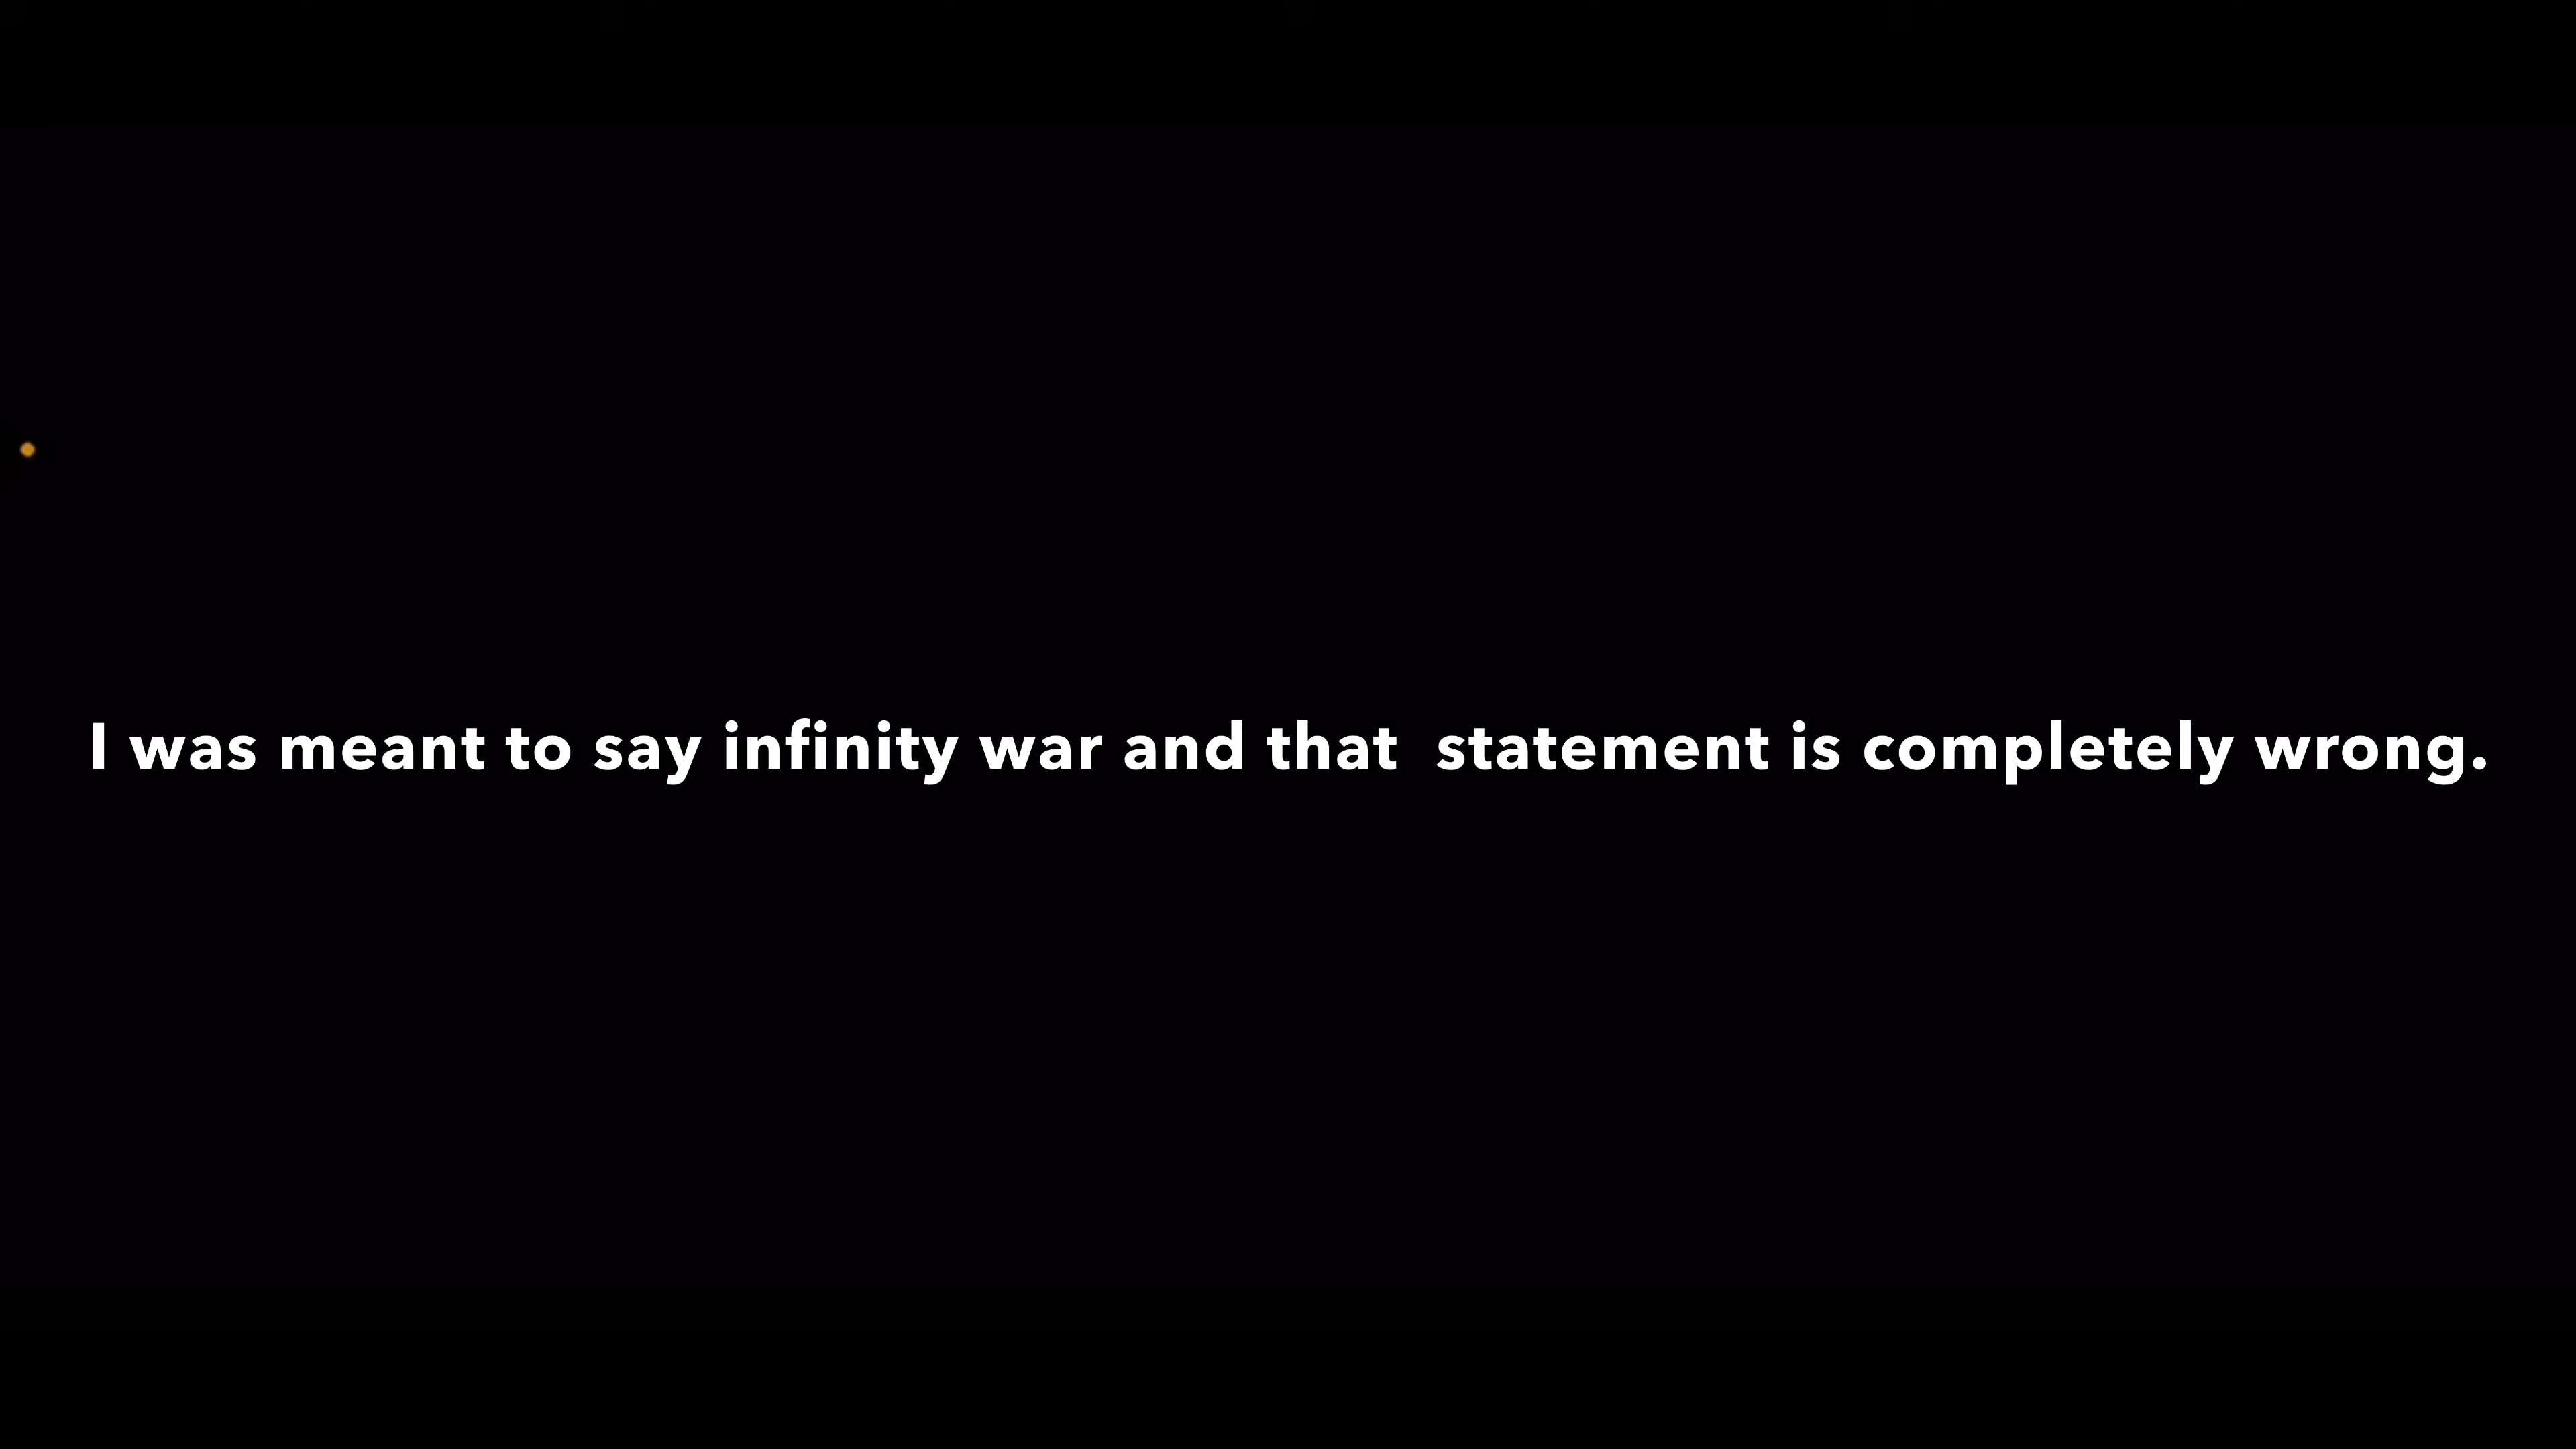 I was meant to say infinity war and that  statement is completely wrong.